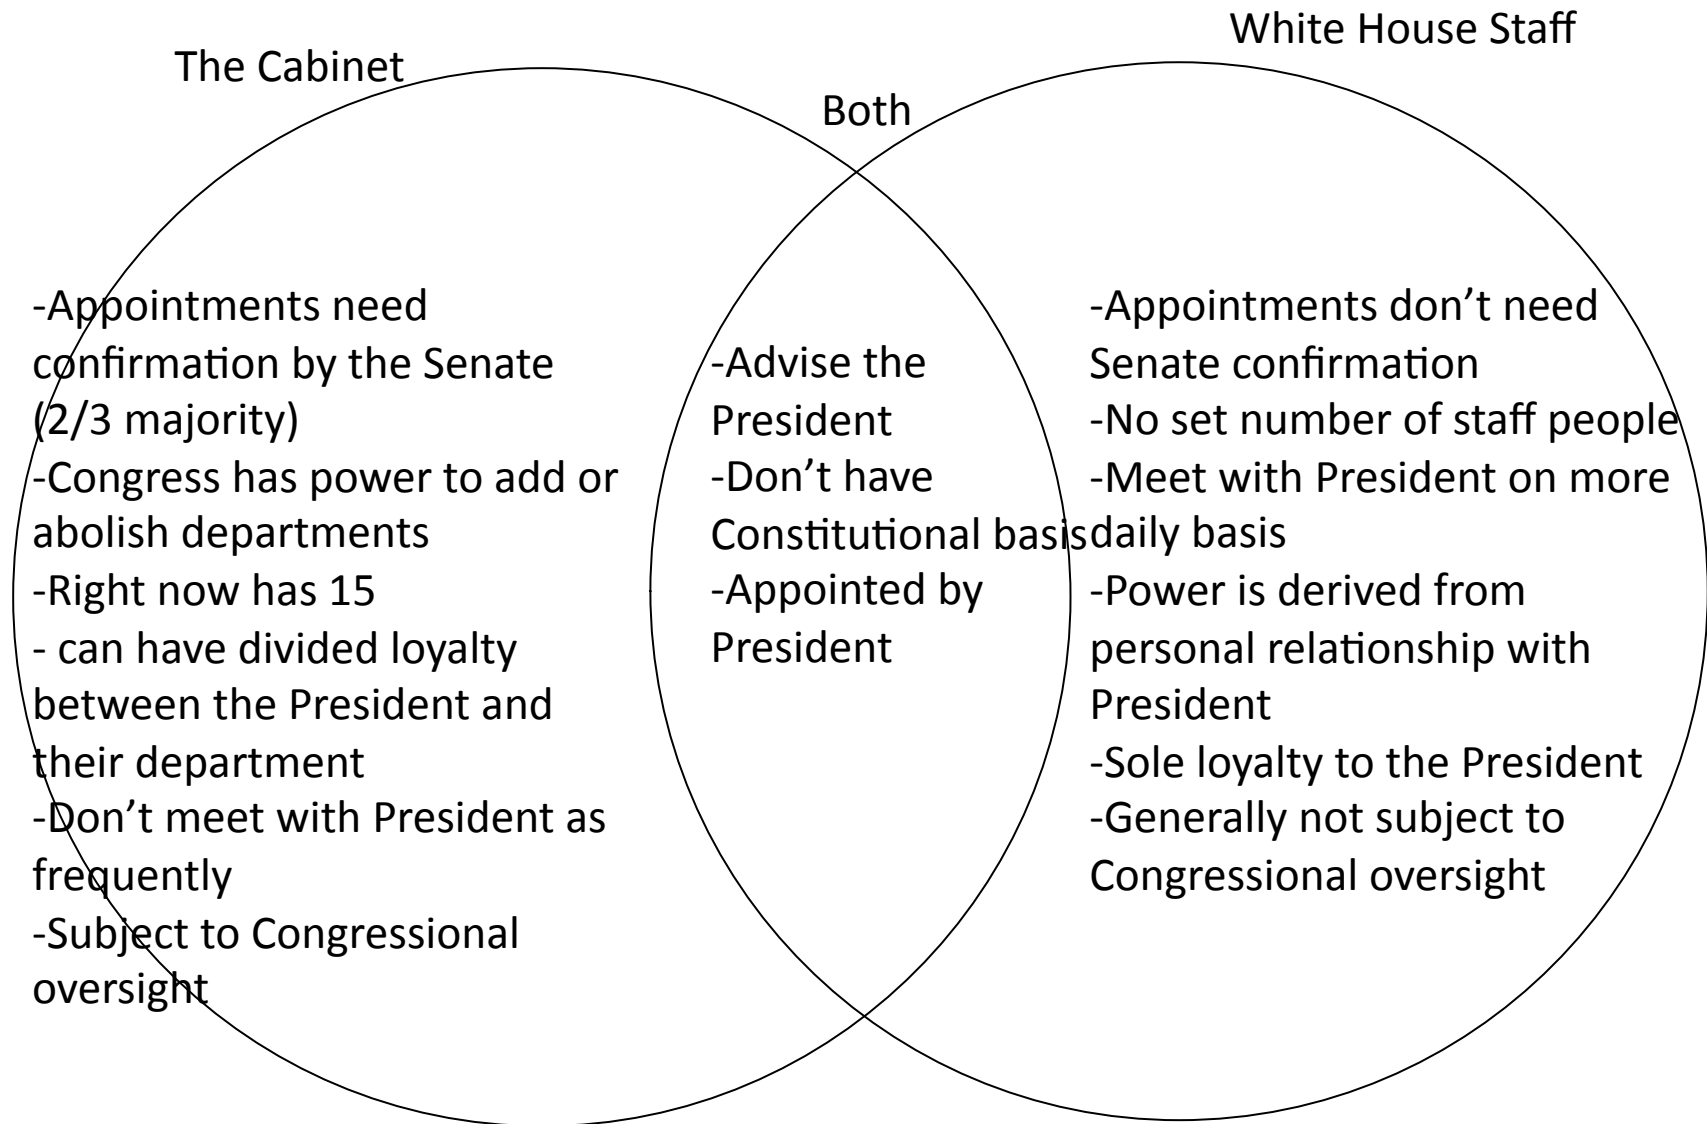 The Cabinet
Both
White House Staff
-Appointments need
confirmation by the Senate
(2/3 majority)
-Congress has power to add or
abolish departments
-Right now has 15
- can have divided loyalty
between the President and
their department
-Don’t meet with President as
frequently
-Subject to Congressional
oversight
-Advise the
President
-Don’t have
Constitutional basis
-Appointed by
President
-Appointments don’t need
Senate confirmation
-No set number of staff people
-Meet with President on more
daily basis
-Power is derived from
personal relationship with
President
-Sole loyalty to the President
-Generally not subject to
Congressional oversight